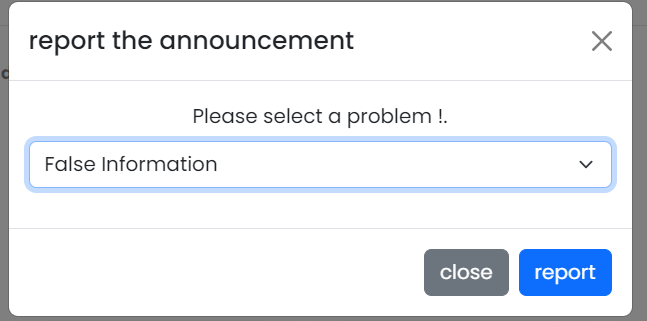 report the announcement
Please select a problem !.
False Information
close
report